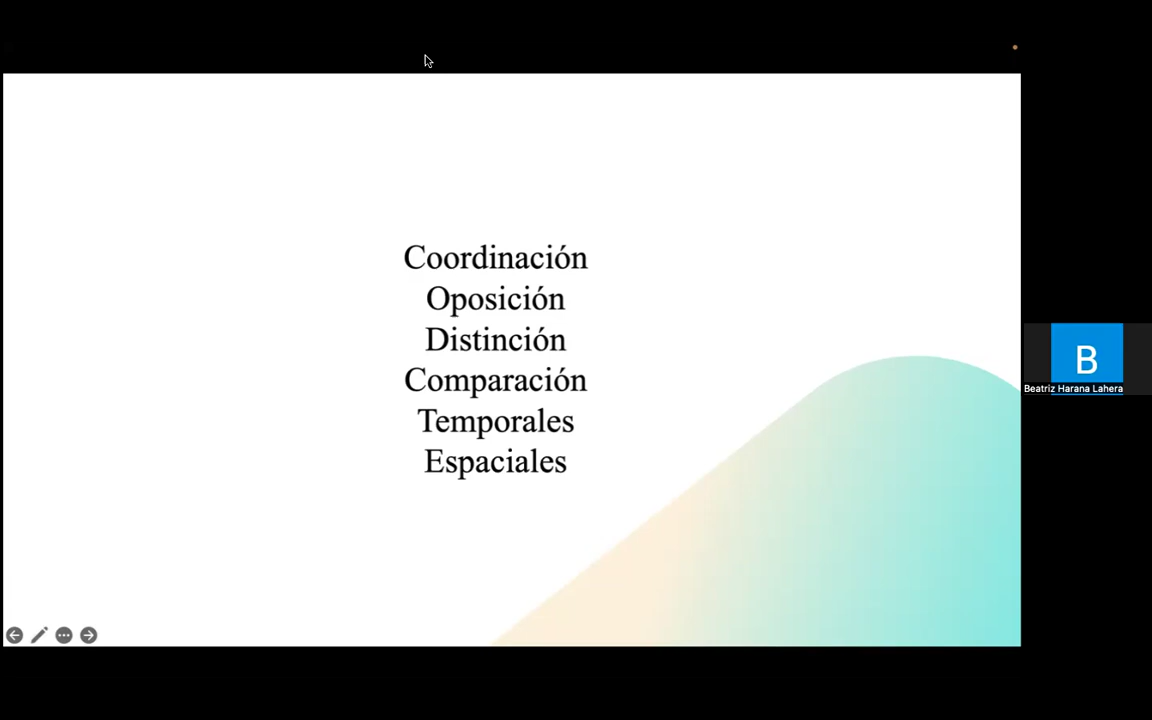 Coordinación
Oposición
Distinción
Comparación
Temporales
Espaciales
B
Beatriz Harana Lahera